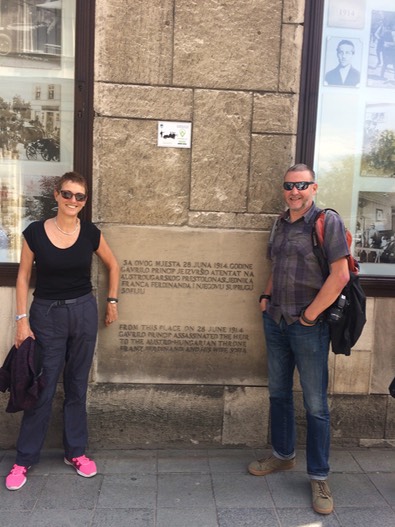 SA OVOG MJESTA 28. JUNA 1914. GODINE
GAVRILO PRINCIP JE IZVRŠIO ATENTAT NA
AUSTROUGARSKOG PRESTOLONASLJEDNIKA
FRANCA FERDINANDA I NJEGOVU SUPRUGU
SOFIJU
FROM THIS PLACE ON 28 JUNE 1914
GAVRILO PRINCIP ASSASSINATED THE HEIR
TO THE AUSTRO-HUNGARIAN THRONE
FRANZ FERDINAND AND HIS WIFE SOFIA
1914